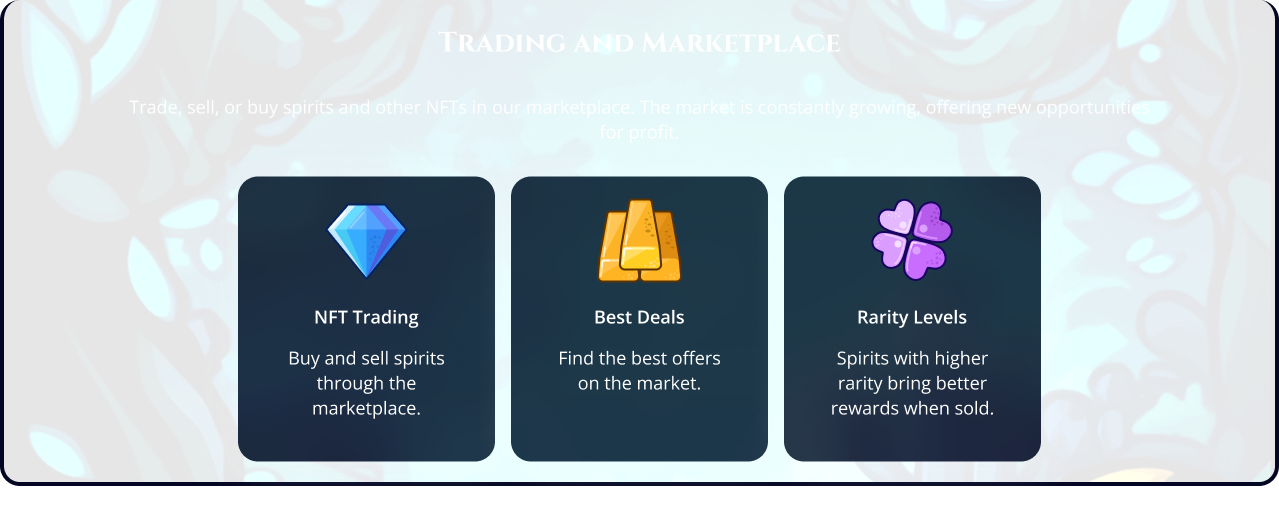 Trading and Marketplace
Trade, sell, or buy spirits and other NFTs in our marketplace. The market is constantly growing, offering new opportunities
for profit.
NFT Trading
Buy and sell spirits
through the
marketplace.
Best Deals
Find the best offers
on the market.
Rarity Levels
Spirits with higher
rarity bring better
rewards when sold.